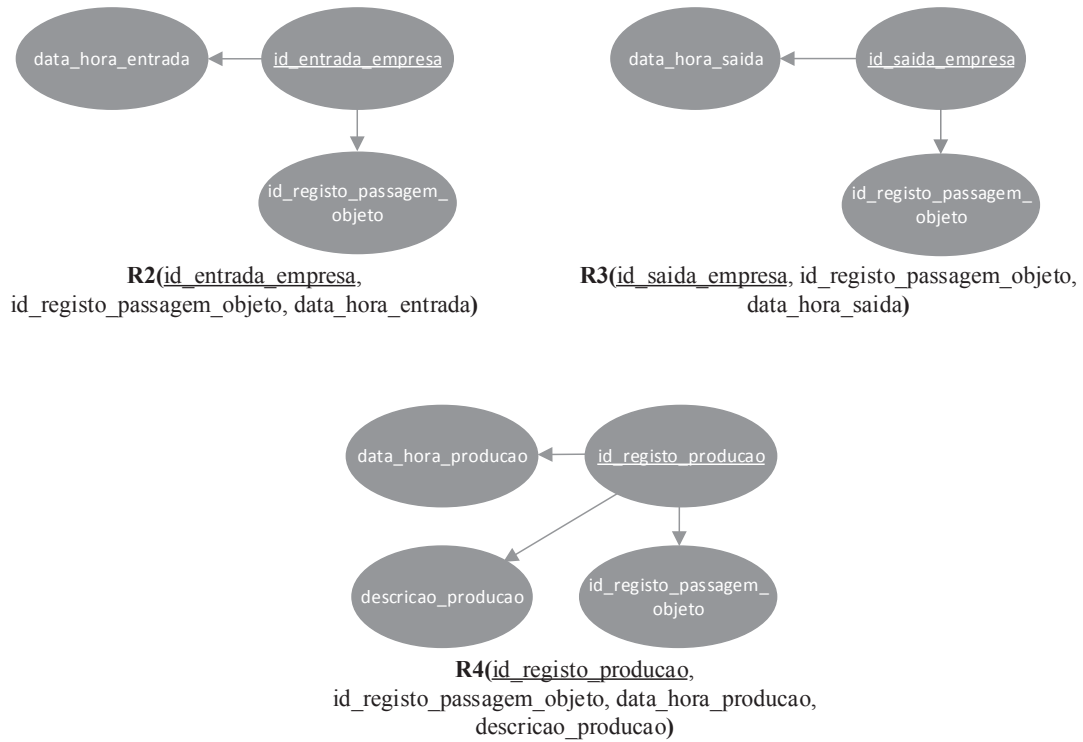 data_hora_entrada
id_entrada_empresa
id_registo_passagem_
objeto
R2(id_entrada_empresa,
id_registo_passagem_objeto, data_hora_entrada)
data_hora_saida
id_saida_empresa
id_registo_passagem_
objeto
R3(id_saida_empresa, id_registo_passagem_objeto,
data_hora_saida)
data_hora_producao
id_registo_producao
descricao_producao
id_registo_passagem_
objeto
R4(id_registo_producao,
id_registo_passagem_objeto, data_hora_producao,
descricao_producao)